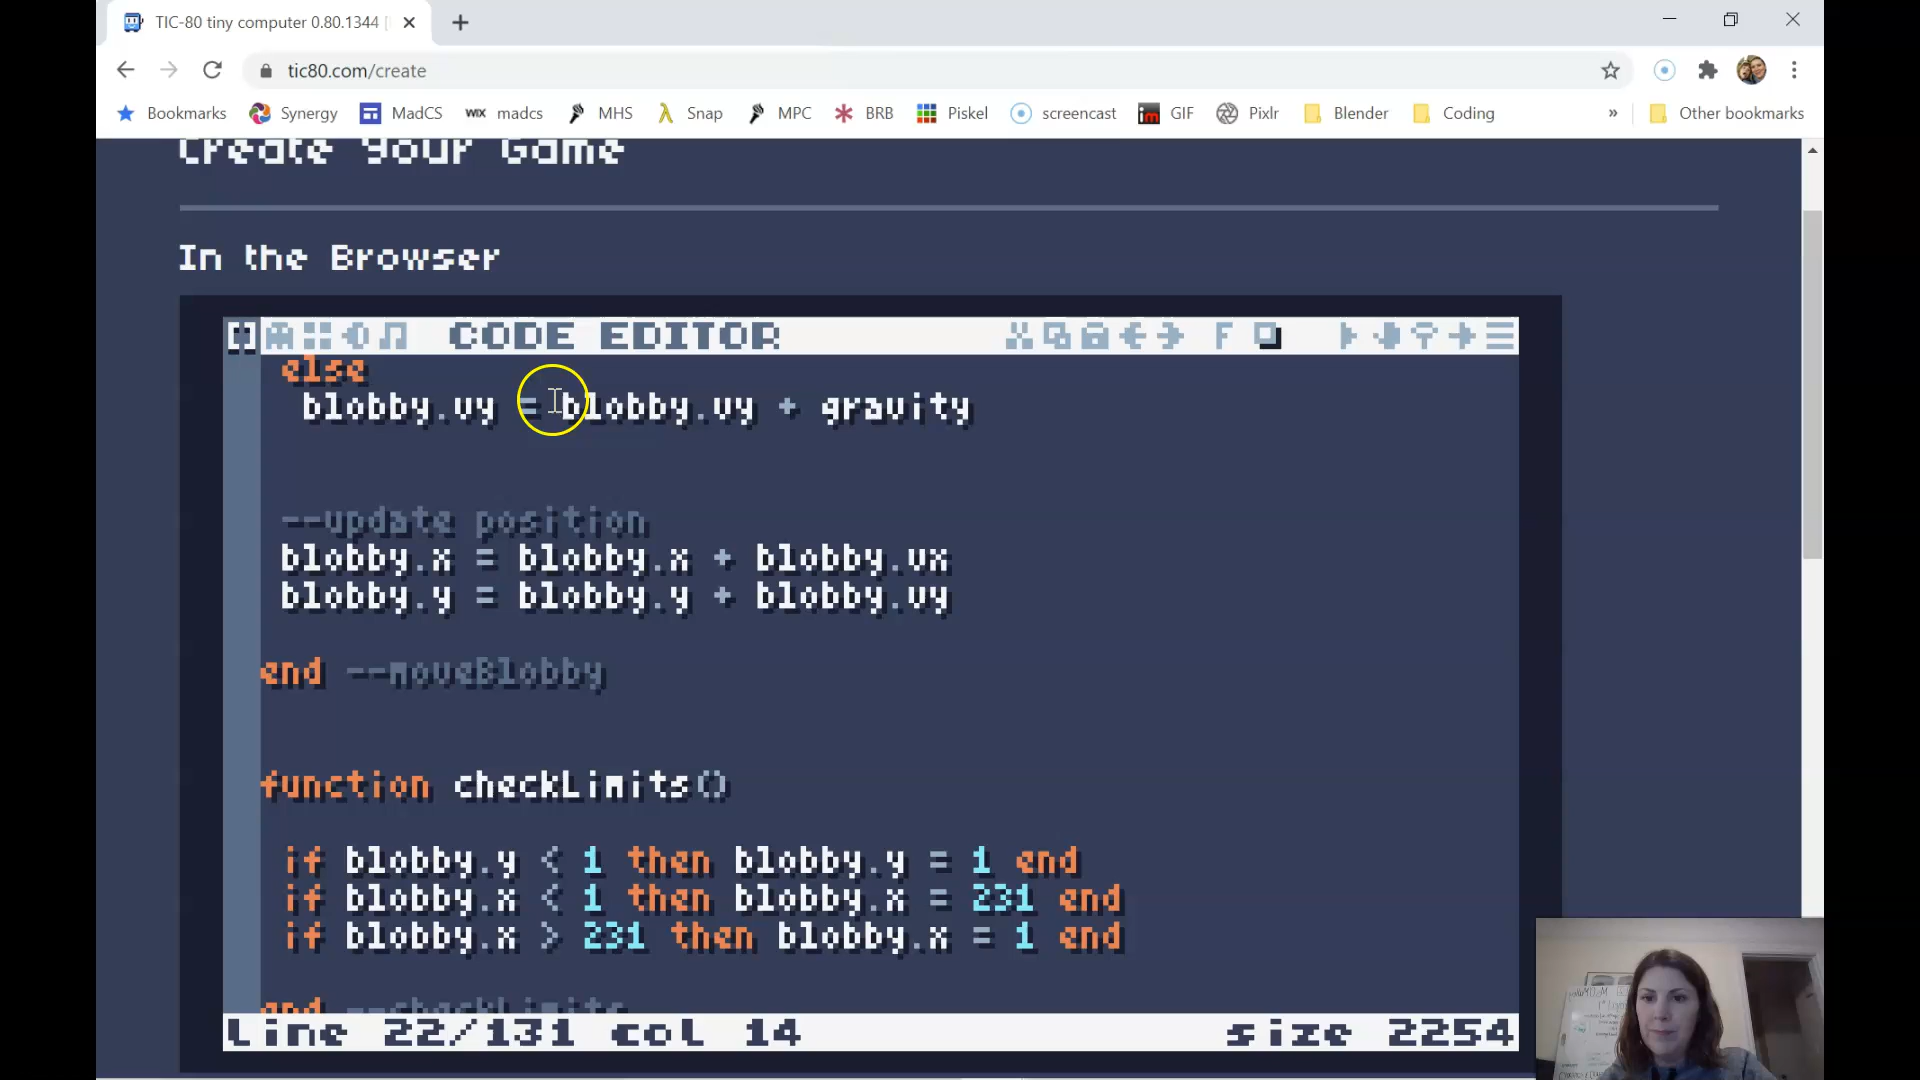 TIC-80 tiny computer 0.80.1344
tic80.com/create
Bookmarks Synergy MadCS WIX madcs MHS Snap MPC BRB Piskel screencast im GIF Pixlr Blender Coding » Other bookmarks
Create your Game
In the Browser
CODE EDITOR F
else
blobby.vy = blobby.vy + gravity
--update position
blobby.x = blobby.x + blobby.vx
blobby.y = blobby.y + blobby.vy
end --moveBlobby
function checkLimits()
if blobby.y < 1 then blobby.y = 1 end
if blobby.x < 1 then blobby.x = 231 end
if blobby.x > 231 then blobby.x = 1 end
end --checkLimits
line 22/131 col 14 size 2254